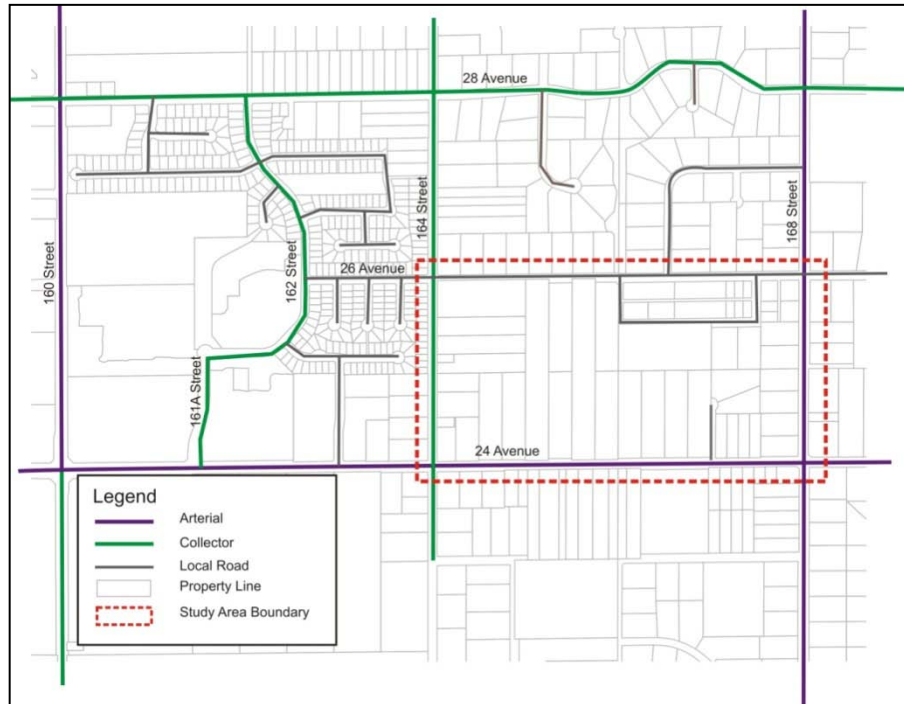 28 Avenue
160 Street
162 Street
164 Street
168 Street
26 Avenue
161A Street
24 Avenue
Legend
Arterial
Collector
Local Road
Property Line
Study Area Boundary